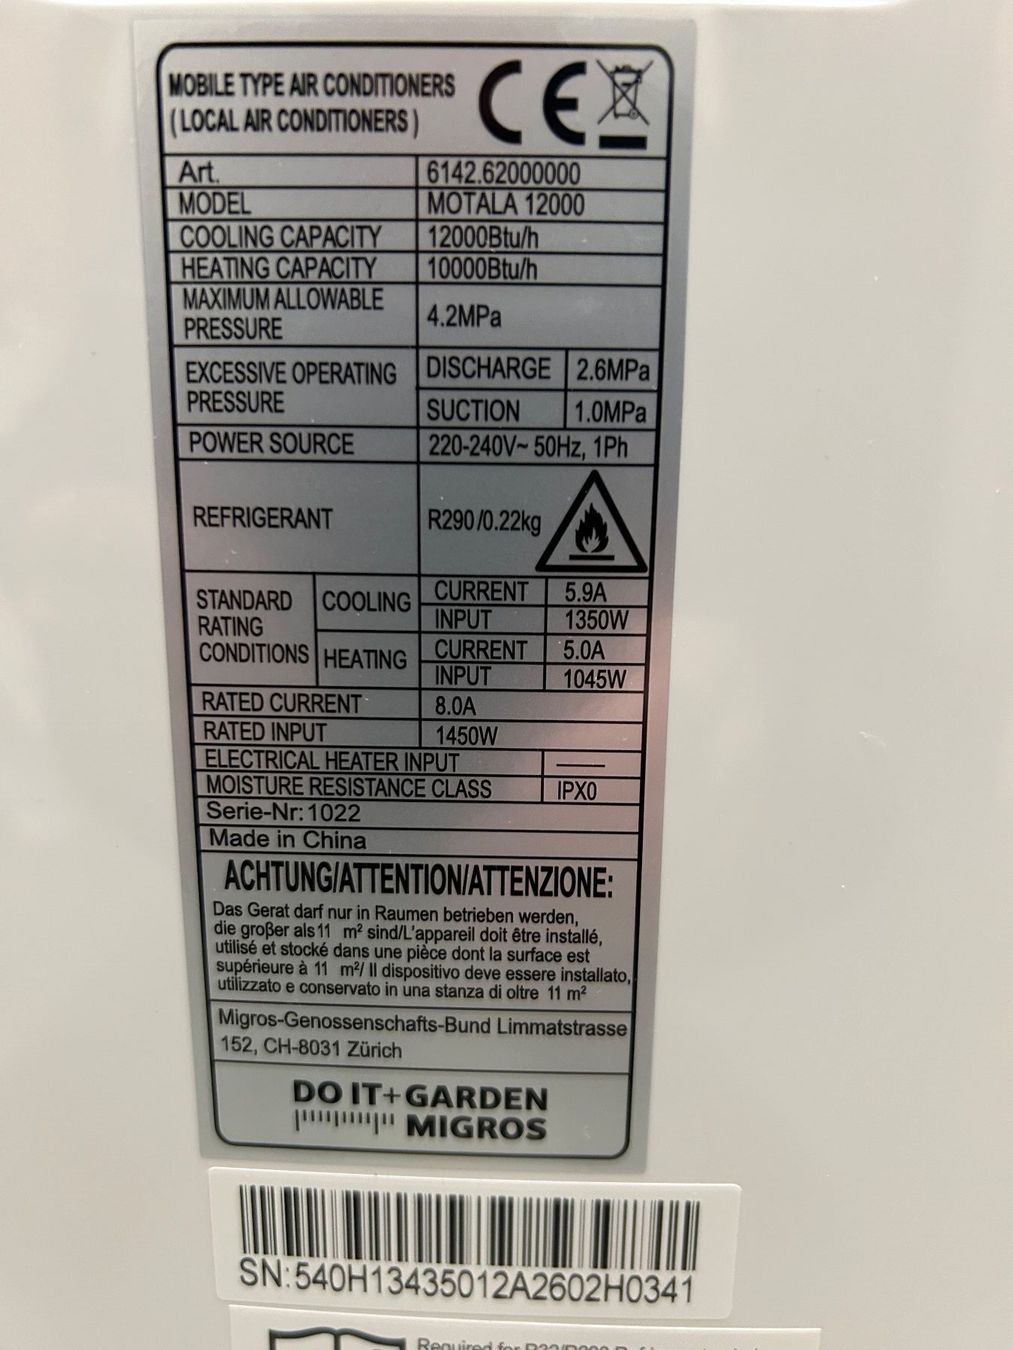 MOBILE TYPE AIR CONDITIONERS
(LOCAL AIR CONDITIONERS)
CE
Art. 6142.62000000
MODEL MOTALA 12000
COOLING CAPACITY 12000Btu/h
HEATING CAPACITY 10000Btu/h
MAXIMUM ALLOWABLE
PRESSURE 4.2MPa
EXCESSIVE OPERATING
PRESSURE
DISCHARGE 2.6MPa
SUCTION 1.0MPa
POWER SOURCE 220-240V~ 50Hz, 1Ph
REFRIGERANT R290/0.22kg
STANDARD
RATING
CONDITIONS
COOLING
CURRENT 5.9A
INPUT 1350W
HEATING
CURRENT 5.0A
INPUT 1045W
RATED CURRENT 8.0A
RATED INPUT 1450W
ELECTRICAL HEATER INPUT ——
MOISTURE RESISTANCE CLASS IPX0
Serie-Nr: 1022
Made in China
ACHTUNG/ATTENTION/ATTENZIONE:
Das Gerat darf nur in Raumen betrieben werden,
die groβer als 11 m² sind/L'appareil doit être installé,
utilisé et stocké dans une pièce dont la surface est
supérieure à 11 m²/ Il dispositivo deve essere installato,
utilizzato e conservato in una stanza di oltre 11 m²
Migros-Genossenschafts-Bund Limmatstrasse
152, CH-8031 Zürich
DO IT+GARDEN
MIGROS
SN:540H13435012A2602H0341
Required for